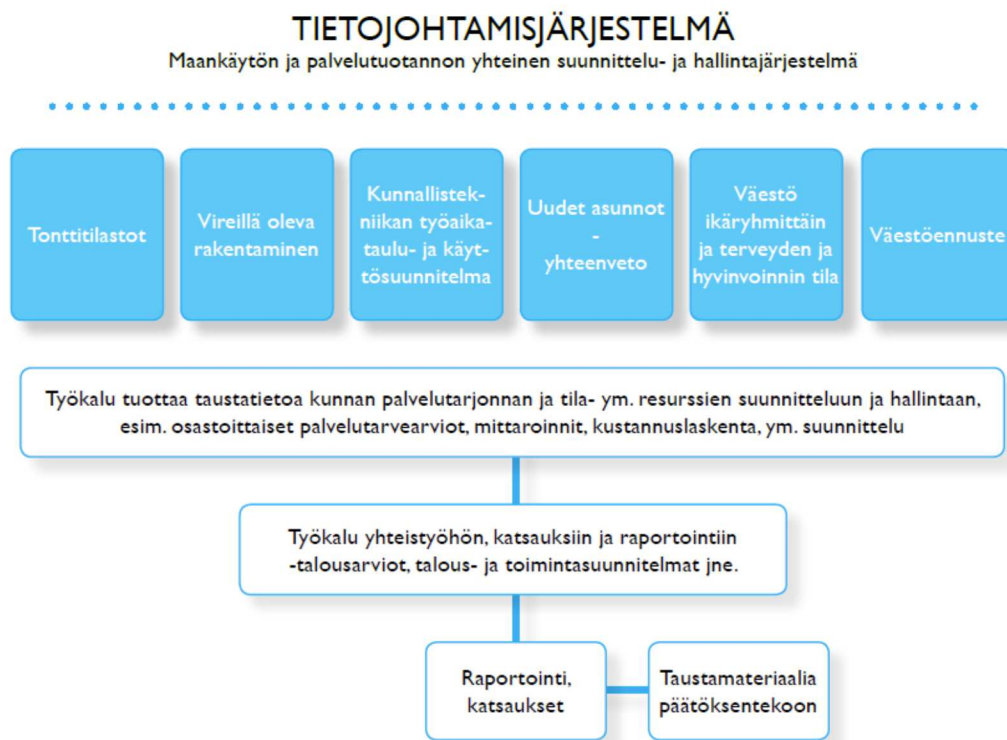 TIETOJOHTAMISJÄRJESTELMÄ
Maankäytön ja palvelutuotannon yhteinen suunnittelu- ja hallintajärjestelmä
Tonttitilastot
Vireillä oleva
rakentaminen
Kunnallistek-
niikan työaika-
taulu- ja käyt-
tösuunnitelma
Uudet asunnot
-
yhteenveto
Väestö
ikäryhmittäin
ja terveyden ja
hyvinvoinnin tila
Väestöennuste
Työkalu tuottaa taustatietoa kunnan palvelutarjonnan ja tila- ym. resurssien suunnitteluun ja hallintaan,
esim. osastoittaiset palvelutarvearviot, mittaroinnit, kustannuslaskenta, ym. suunnittelu
Työkalu yhteistyöhön, katsauksiin ja raportointiin
-talousarviot, talous- ja toimintasuunnitelmat jne.
Raportointi,
katsaukset
Taustamateriaalia
päätöksentekoon